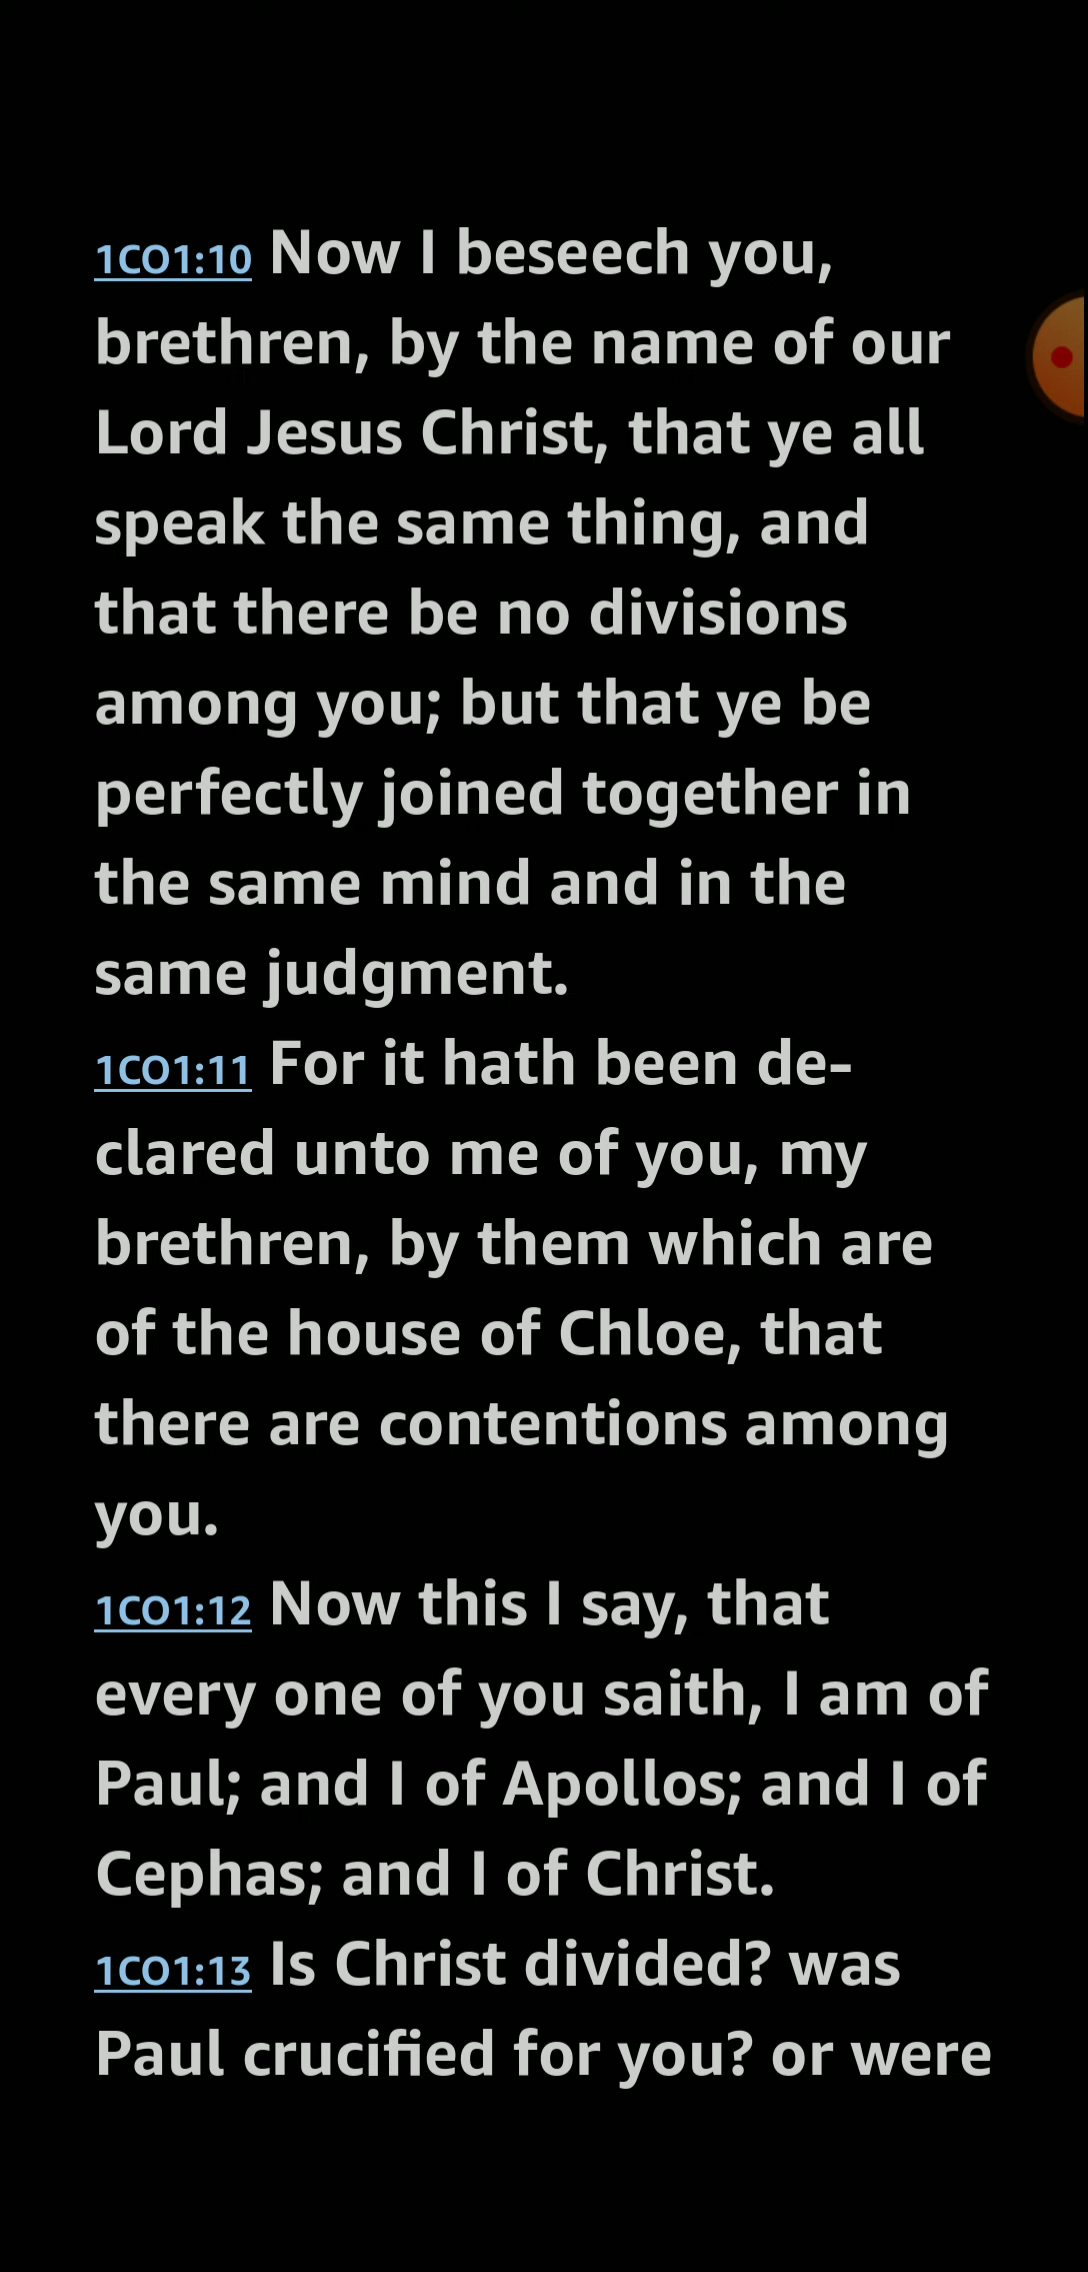 1CO1:10 Now I beseech you,
brethren, by the name of our
Lord Jesus Christ, that ye all
speak the same thing, and
that there be no divisions
among you; but that ye be
perfectly joined together in
the same mind and in the
same judgment.
1CO1:11 For it hath been de-
clared unto me of you, my
brethren, by them which are
of the house of Chloe, that
there are contentions among
you.
1CO1:12 Now this I say, that
every one of you saith, I am of
Paul; and I of Apollos; and I of
Cephas; and I of Christ.
1CO1:13 Is Christ divided? was
Paul crucified for you? or were